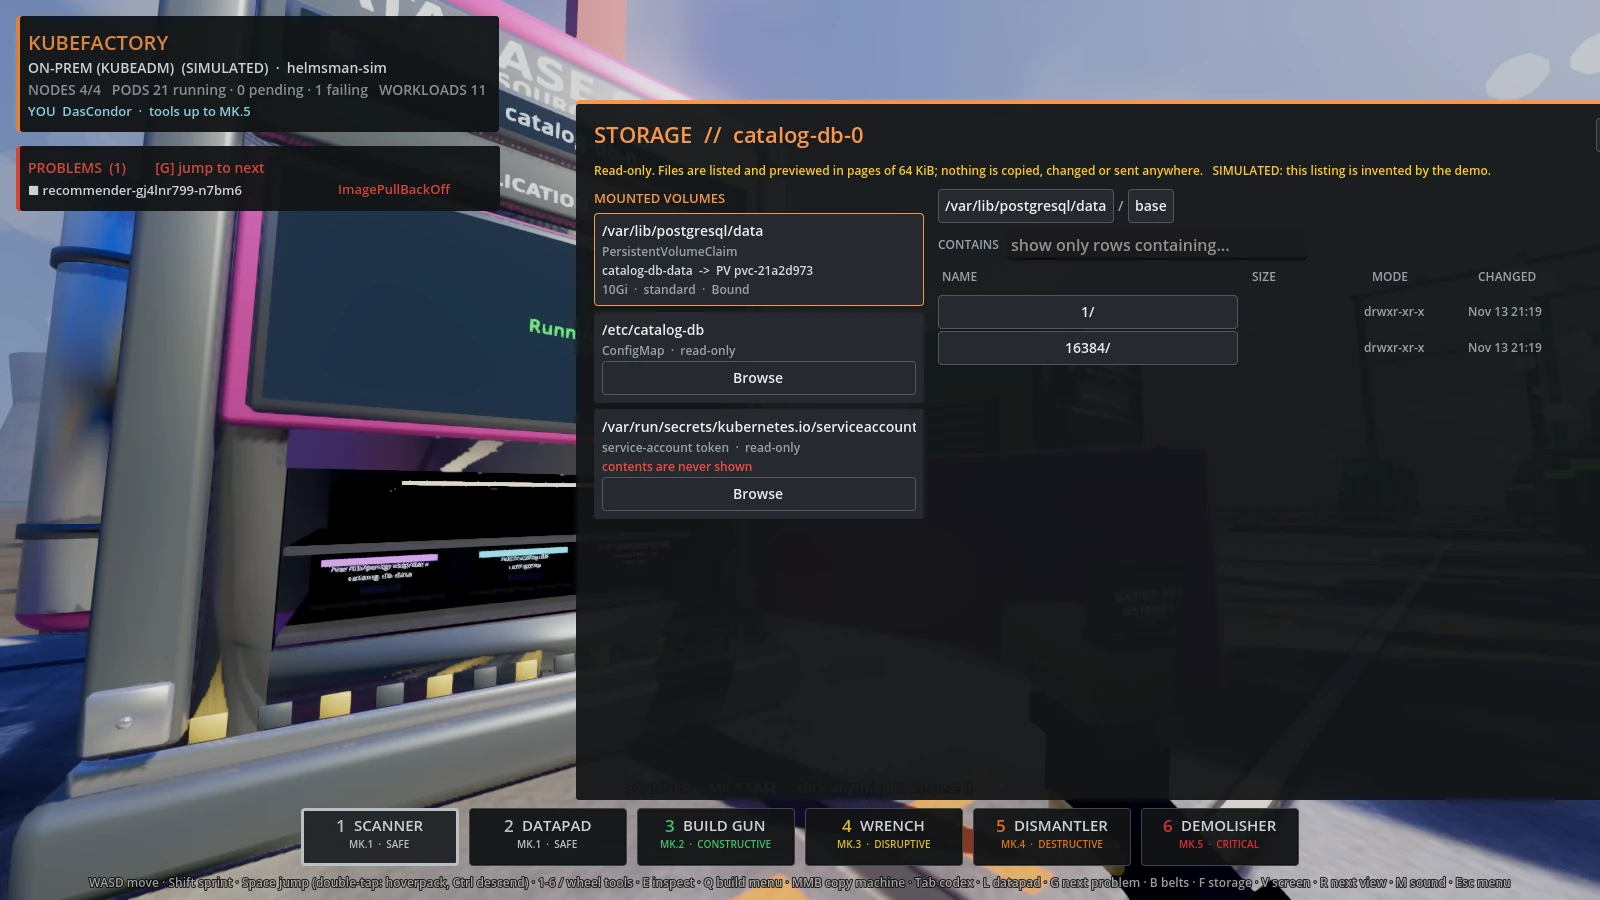 KUBEFACTORY
ON-PREM (KUBEADM) (SIMULATED) · helmsman-sim
NODES 4/4 PODS 21 running · 0 pending · 1 failing WORKLOADS 11
YOU DasCondor · tools up to MK.5
PROBLEMS (1) [G] jump to next
recommender-gj4lnr799-n7bm6 ImagePullBackOff
catalo
Runn
STORAGE // catalog-db-0
Read-only. Files are listed and previewed in pages of 64 KiB; nothing is copied, changed or sent anywhere. SIMULATED: this listing is invented by the demo.
MOUNTED VOLUMES
/var/lib/postgresql/data
PersistentVolumeClaim
catalog-db-data -> PV pvc-21a2d973
10Gi · standard · Bound
/etc/catalog-db
ConfigMap · read-only
Browse
/var/run/secrets/kubernetes.io/serviceaccount
service-account token · read-only
contents are never shown
Browse
/var/lib/postgresql/data / base
CONTAINS show only rows containing...
NAME SIZE MODE CHANGED
1/ drwxr-xr-x Nov 13 21:19
16384/ drwxr-xr-x Nov 13 21:19
1 SCANNER
MK.1 · SAFE
2 DATAPAD
MK.1 · SAFE
3 BUILD GUN
MK.2 · CONSTRUCTIVE
4 WRENCH
MK.3 · DISRUPTIVE
5 DISMANTLER
MK.4 · DESTRUCTIVE
6 DEMOLISHER
MK.5 · CRITICAL
WASD move · Shift sprint · Space jump (double-tap: hoverpack, Ctrl descend) · 1-6 / wheel tools · E inspect · Q build menu · MMB copy machine · Tab codex · L datapad · G next problem · B belts · F storage · V screen · R next view · M sound · Esc menu